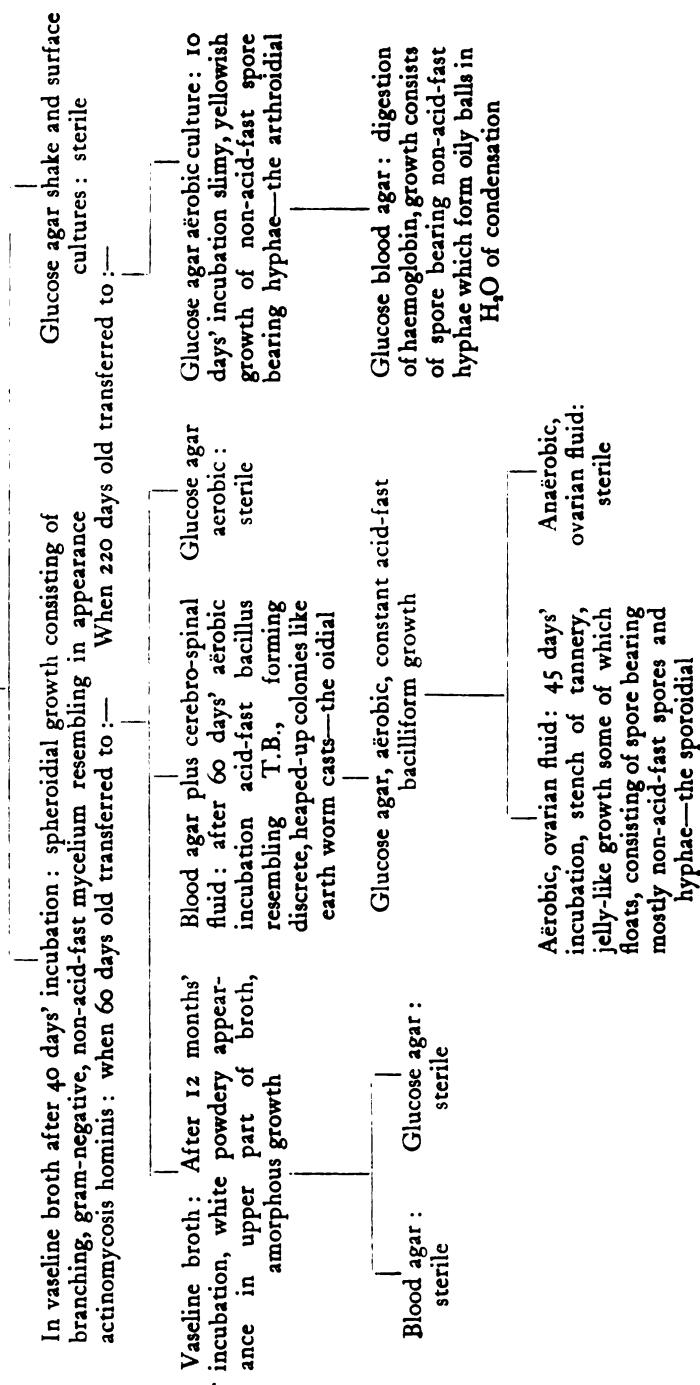 In vaseline broth after 40 days' incubation : spheroidial growth consisting of
branching, gram-negative, non-acid-fast mycelium resembling in appearance
actinomycosis hominis : when 60 days old transferred to :— When 220 days old transferred to :—
Glucose agar shake and surface
cultures : sterile
Vaseline broth : After 12 months'
incubation, white powdery appear-
ance in upper part of broth,
amorphous growth
Blood agar :
sterile
Glucose agar :
sterile
Blood agar plus cerebro-spinal
fluid : after 60 days' aërobic
incubation acid-fast bacillus
resembling T.B., forming
discrete, heaped-up colonies like
earth worm casts—the oidial
Glucose agar
aerobic :
sterile
Glucose agar, aërobic, constant acid-fast
bacilliform growth
Aërobic, ovarian fluid : 45 days'
incubation, stench of tannery,
jelly-like growth some of which
floats, consisting of spore bearing
mostly non-acid-fast spores and
hyphae—the sporoidial
Anaërobic,
ovarian fluid:
sterile
Glucose agar aërobic culture : 10
days' incubation slimy, yellowish
growth of non-acid-fast spore
bearing hyphae—the arthroidial
Glucose blood agar : digestion
of haemoglobin, growth consists
of spore bearing non-acid-fast
hyphae which form oily balls in
H₂O of condensation